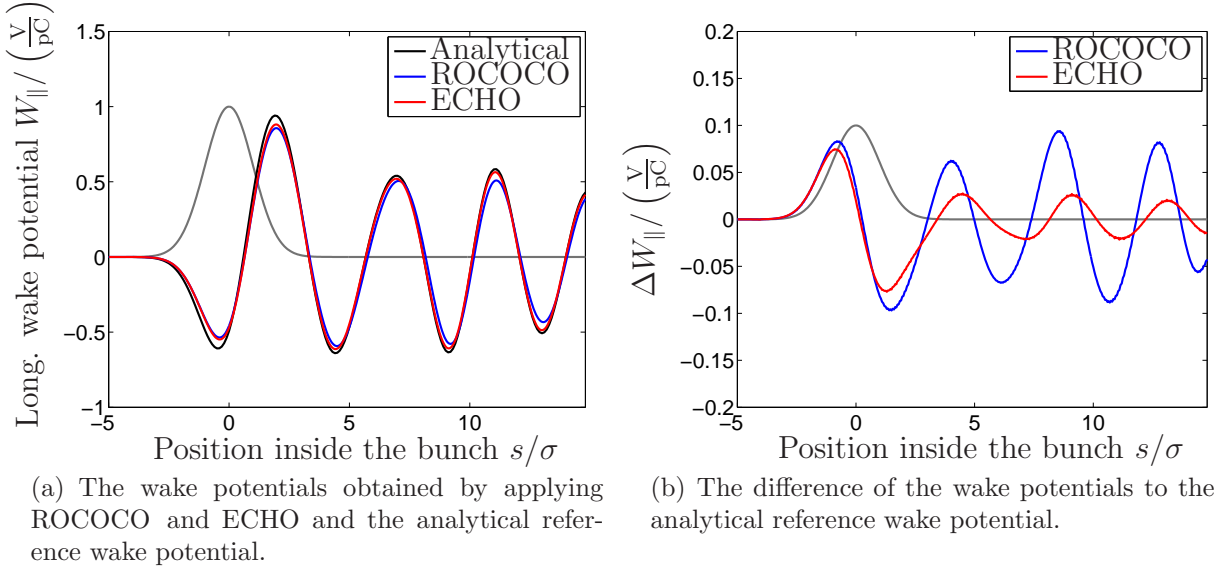 Long. wake potential W∥/ (V/pC)
1.5
1
0.5
0
−0.5
−1
−5
0
5
10
Analytical
ROCOCO
ECHO
Position inside the bunch s/σ
(a) The wake potentials obtained by applying
ROCOCO and ECHO and the analytical refer-
ence wake potential.
ΔW∥/ (V/pC)
0.2
0.15
0.1
0.05
0
−0.05
−0.1
−0.15
−0.2
−5
0
5
10
ROCOCO
ECHO
Position inside the bunch s/σ
(b) The difference of the wake potentials to the
analytical reference wake potential.